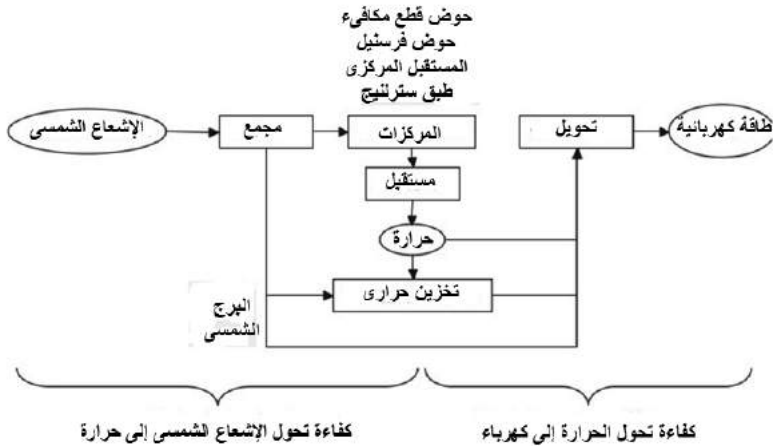 حوض قطع مكافىء
حوض فرسنيل
المستقبل المركزى
طبق سترلنيج
الإشعاع الشمسى
مجمع
المركزات
تحويل
طاقة كهربائية
مستقبل
حرارة
تخزين حرارى
البرج
الشمسى
كفاءة تحول الإشعاع الشمسى إلى حرارة
كفاءة تحول الحرارة إلى كهرباء